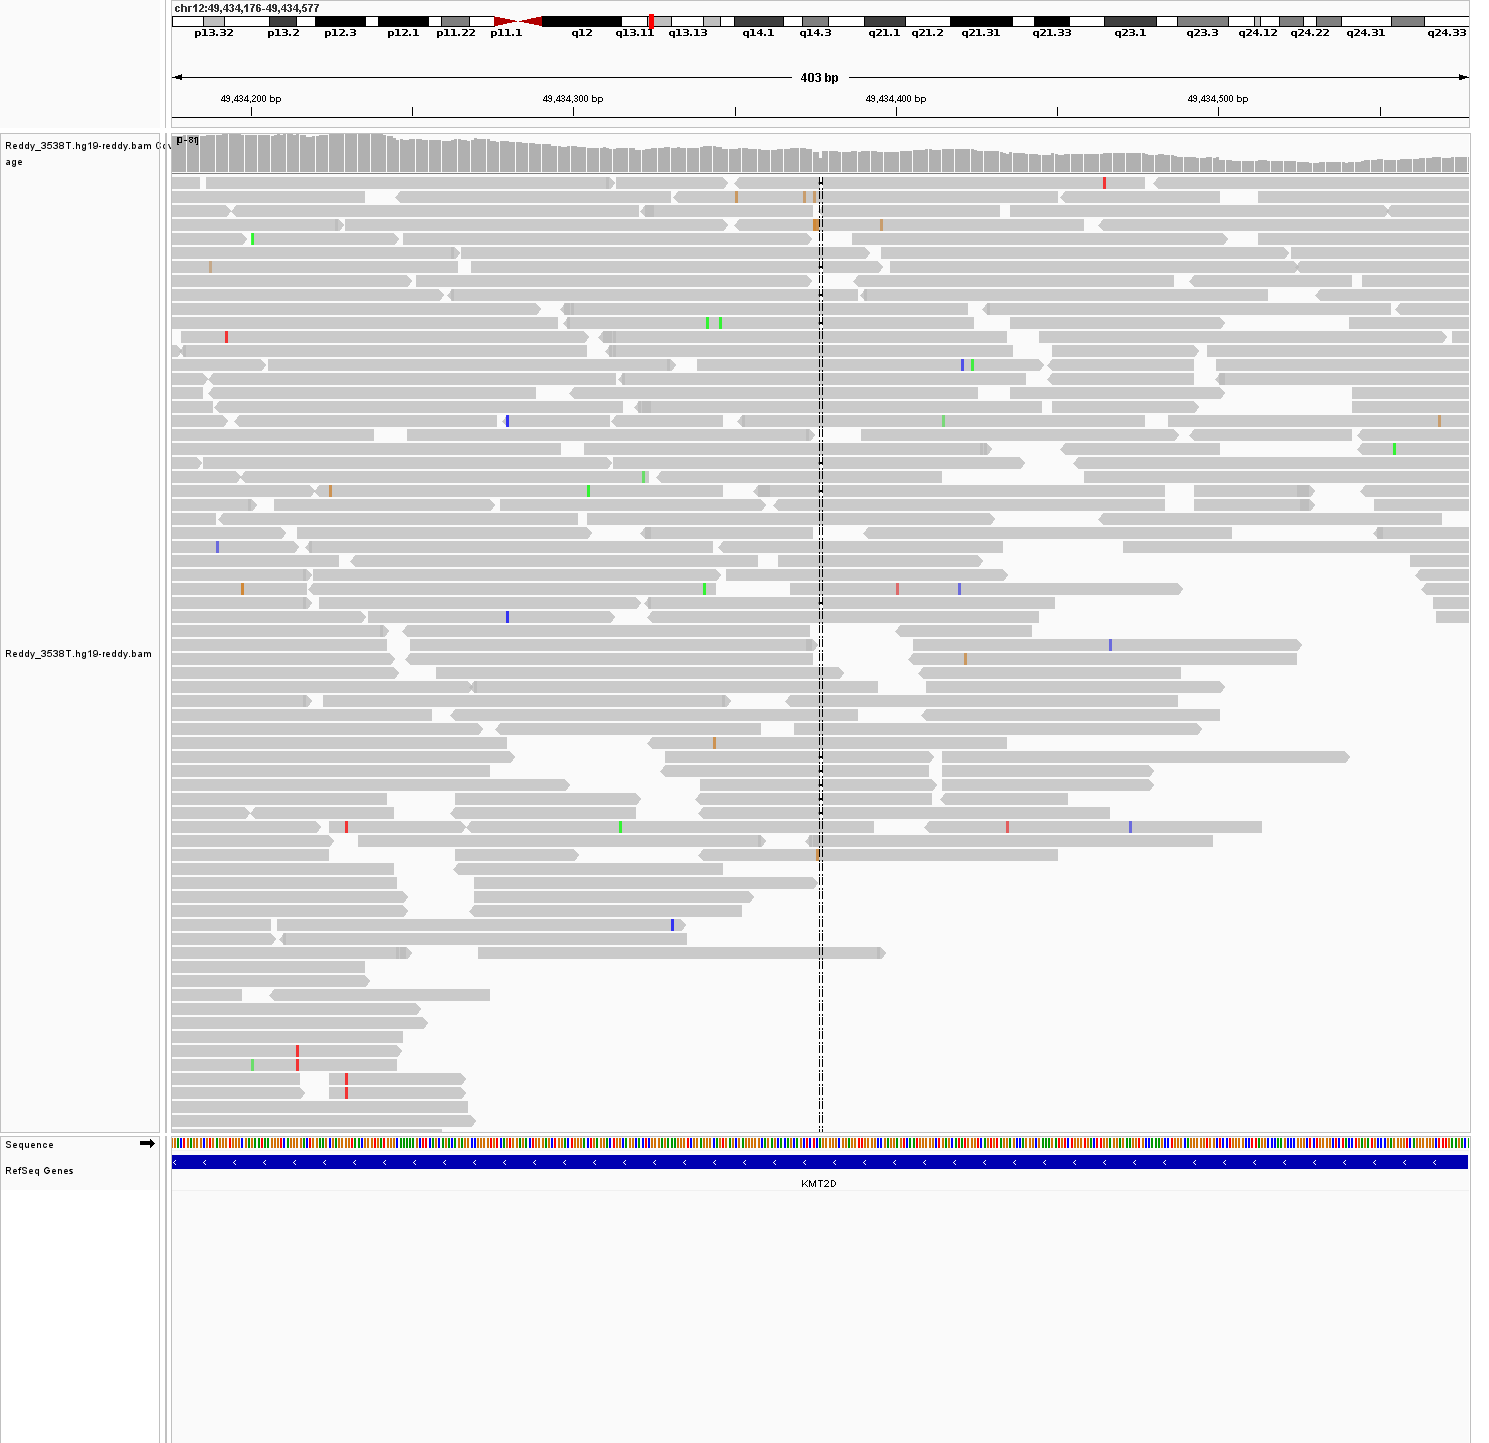 chr12:49,434,176-49,434,577
p13.32 p13.2 p12.3 p12.1 p11.22 p11.1 q12 q13.11 q13.13 q14.1 q14.3 q21.1 q21.2 q21.31 q21.33 q23.1 q23.3 q24.12 q24.22 q24.31 q24.33
403 bp
49,434,200 bp 49,434,300 bp 49,434,400 bp 49,434,500 bp
[0-81]
Reddy_3538T.hg19-reddy.bam Cov
age
Reddy_3538T.hg19-reddy.bam
Sequence
RefSeq Genes
KMT2D